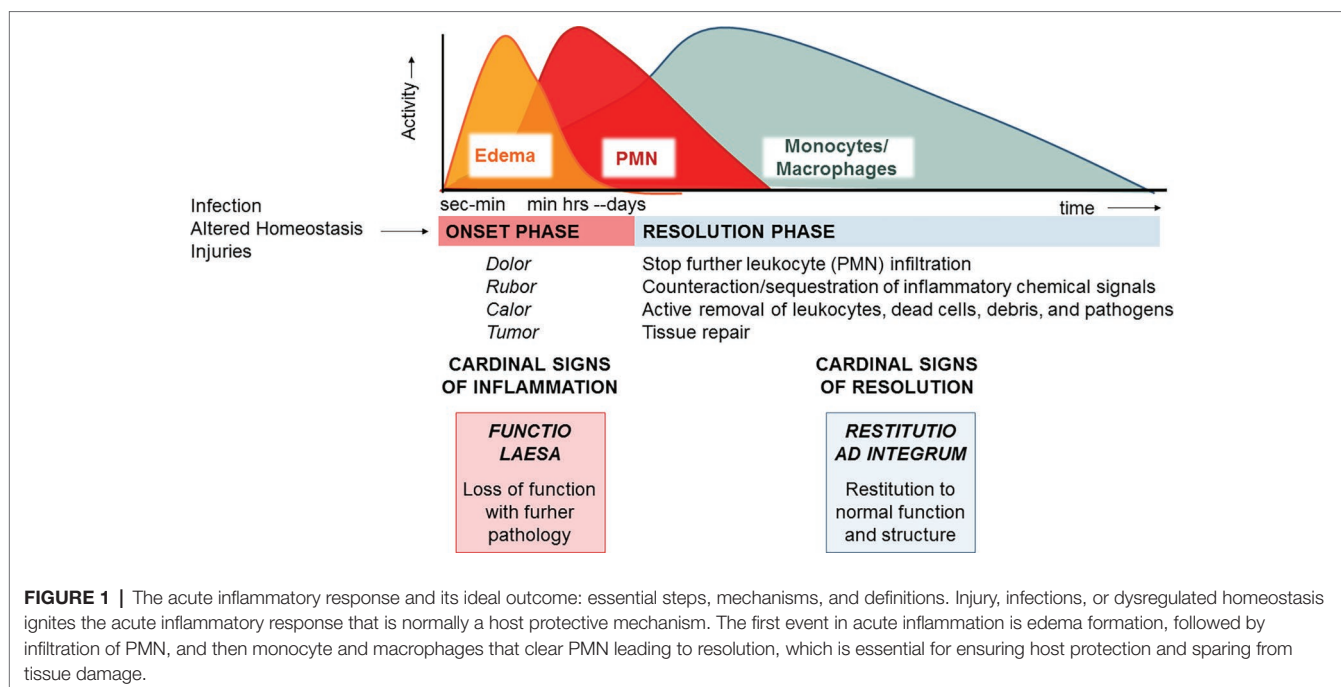 Activity →
Edema
PMN
Monocytes/
Macrophages
sec-min min hrs --days time →
Infection
Altered Homeostasis
Injuries
ONSET PHASE RESOLUTION PHASE
Dolor Stop further leukocyte (PMN) infiltration
Rubor Counteraction/sequestration of inflammatory chemical signals
Calor Active removal of leukocytes, dead cells, debris, and pathogens
Tumor Tissue repair
CARDINAL SIGNS
OF INFLAMMATION
CARDINAL SIGNS
OF RESOLUTION
FUNCTIO
LAESA
Loss of function
with furher
pathology
RESTITUTIO
AD INTEGRUM
Restitution to
normal function
and structure
FIGURE 1 | The acute inflammatory response and its ideal outcome: essential steps, mechanisms, and definitions. Injury, infections, or dysregulated homeostasis
ignites the acute inflammatory response that is normally a host protective mechanism. The first event in acute inflammation is edema formation, followed by
infiltration of PMN, and then monocyte and macrophages that clear PMN leading to resolution, which is essential for ensuring host protection and sparing from
tissue damage.